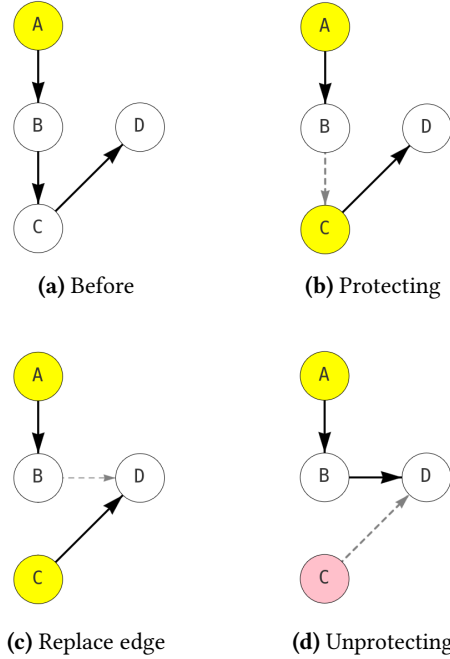 A
B
D
C
(a) Before
A
B
D
C
(b) Protecting
A
B
D
C
(c) Replace edge
A
B
D
C
(d) Unprotecting